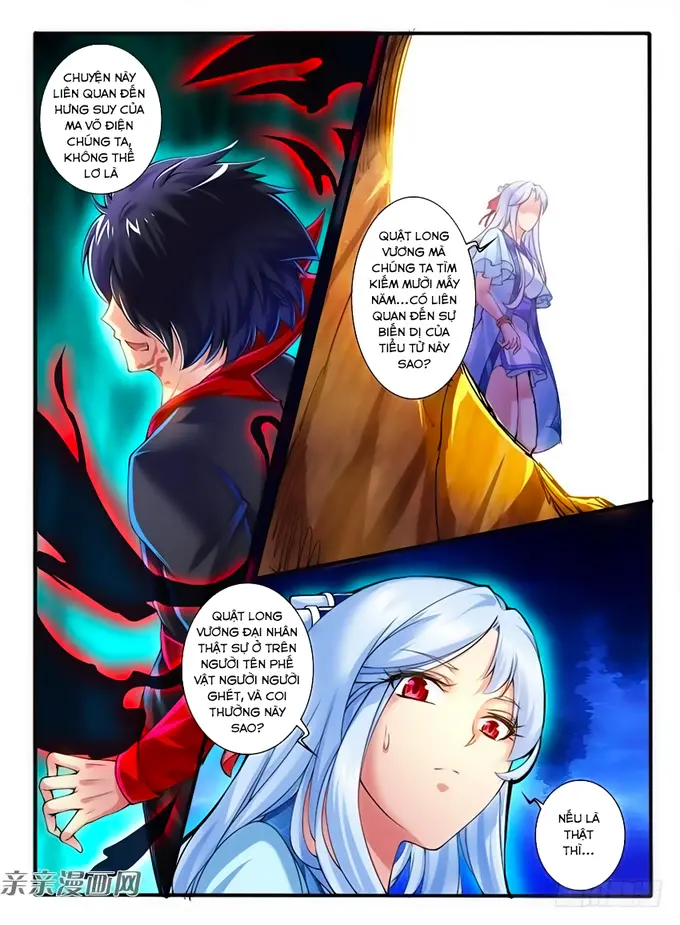 CHUYỆN NÀY
LIÊN QUAN ĐẾN
HƯNG SUY CỦA
MA VÕ ĐIỆN
CHÚNG TA,
KHÔNG THỂ
LƠ LÀ
QUẬT LONG
VƯƠNG MÀ
CHÚNG TA TÌM
KIẾM MƯỜI MẤY
NĂM...CÓ LIÊN
QUAN ĐẾN SỰ
BIẾN DỊ CỦA
TIỂU TỬ NÀY
SAO?
QUẬT LONG
VƯƠNG ĐẠI NHÂN
THẬT SỰ Ở TRÊN
NGƯỜI TÊN PHẾ
VẬT NGƯỜI NGƯỜI
GHÉT, VÀ COI
THƯỜNG NÀY
SAO?
NẾU LÀ
THẬT
THÌ...
亲亲漫画网